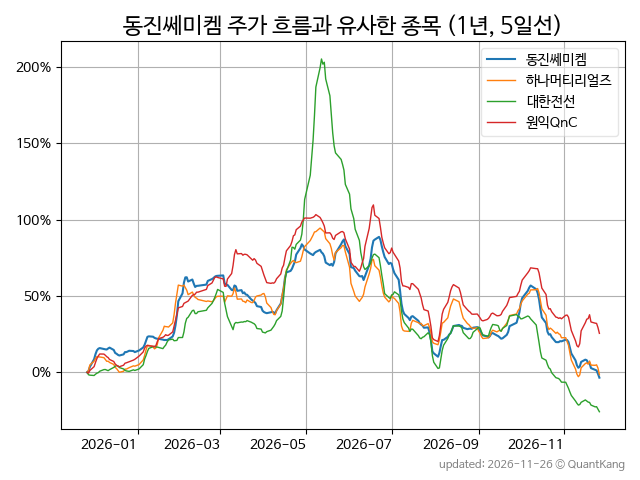 동진쎄미켐 주가 흐름과 유사한 종목 (1년, 5일선)
동진쎄미켐
하나머티리얼즈
대한전선
원익QnC
200%
150%
100%
50%
0%
2026-01
2026-03
2026-05
2026-07
2026-09
2026-11
updated: 2026-11-26 © QuantKang